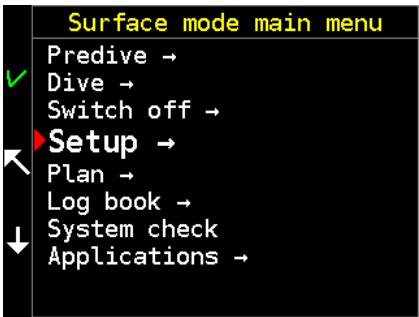 Surface mode main menu
Predive →
Dive →
Switch off →
Setup →
Plan →
Log book →
System check
Applications →